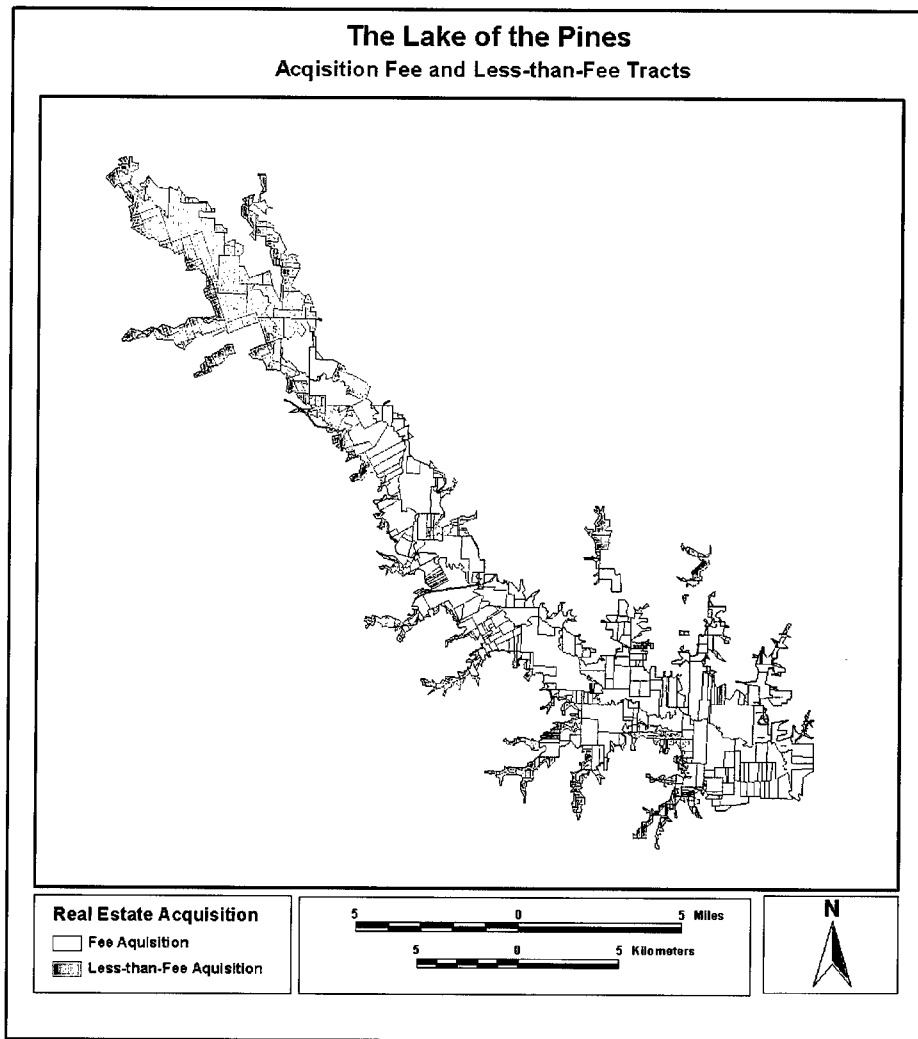 The Lake of the Pines
Acqisition Fee and Less-than-Fee Tracts
Real Estate Acquisition
Fee Aquisition
Less-than-Fee Aquisition
5 0 5 Miles
5 0 5 Kilometers
N